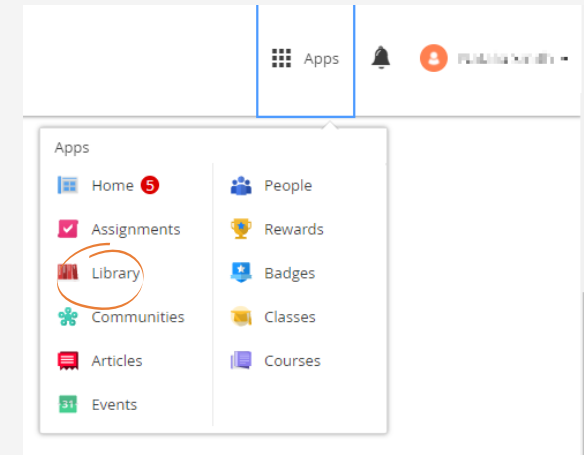 Apps
Apps
Home 5
Assignments
Library
Communities
Articles
31 Events
People
Rewards
Badges
Classes
Courses